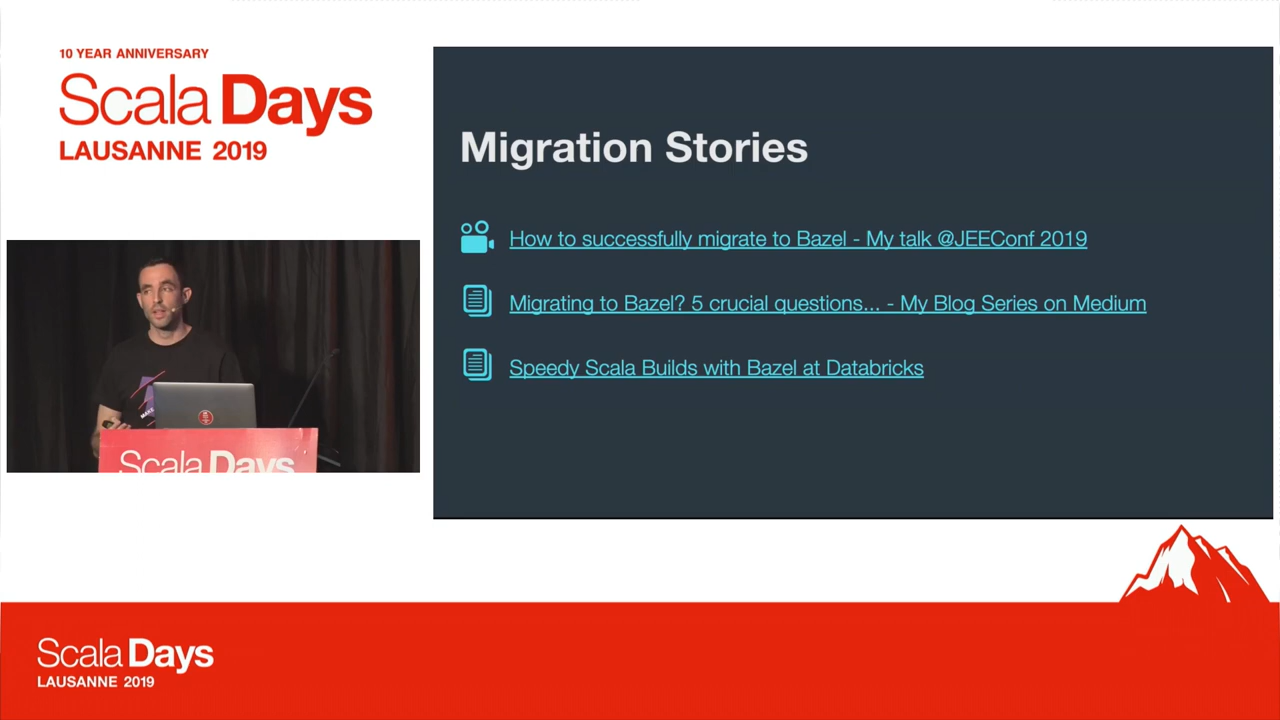 10 YEAR ANNIVERSARY
Scala Days
LAUSANNE 2019
Migration Stories
How to successfully migrate to Bazel - My talk @JEEConf 2019
Migrating to Bazel? 5 crucial questions... - My Blog Series on Medium
Speedy Scala Builds with Bazel at Databricks
MAKE
Scala Days
Scala Days
LAUSANNE 2019